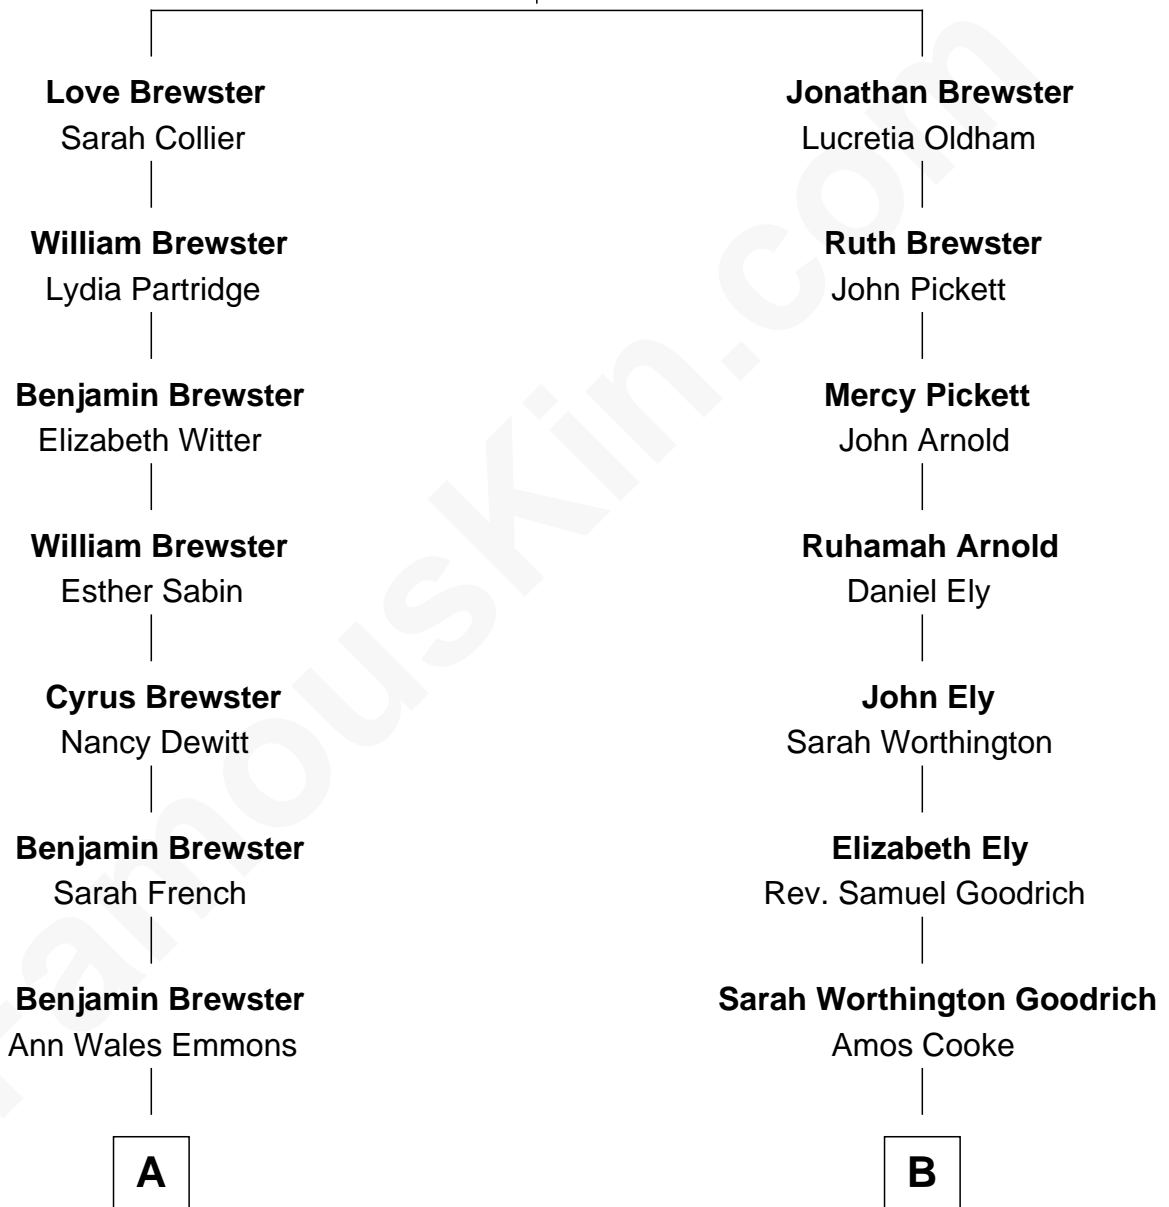 Love Brewster
Sarah Collier
William Brewster
Lydia Partridge
Benjamin Brewster
Elizabeth Witter
William Brewster
Esther Sabin
Cyrus Brewster
Nancy Dewitt
Benjamin Brewster
Sarah French
Benjamin Brewster
Ann Wales Emmons
A
Jonathan Brewster
Lucretia Oldham
Ruth Brewster
John Pickett
Mercy Pickett
John Arnold
Ruhamah Arnold
Daniel Ely
John Ely
Sarah Worthington
Elizabeth Ely
Rev. Samuel Goodrich
Sarah Worthington Goodrich
Amos Cooke
B
FamousKin.com